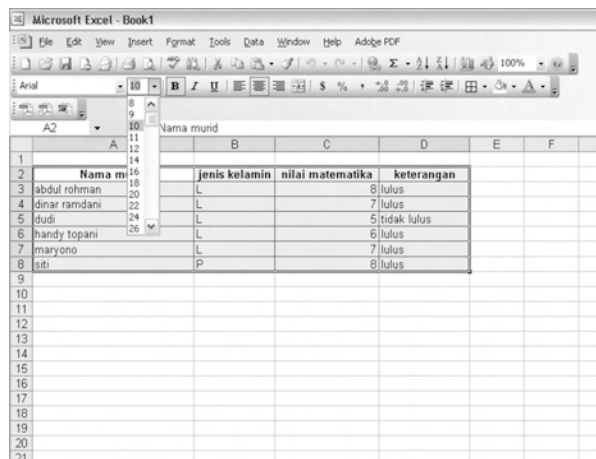 Microsoft Excel - Book1
File Edit View Insert Format Tools Data Window Help Adobe PDF
100%
Arial 10 B I U $ % ,
A2 Nama murid
8
9
10
11
12
14
16
18
20
22
24
26
A B C D E F
1
2 Nama m jenis kelamin nilai matematika keterangan
3 abdul rohman L 8 lulus
4 dinar ramdani L 7 lulus
5 dudi L 5 tidak lulus
6 handy topani L 6 lulus
7 maryono L 7 lulus
8 siti P 8 lulus
9
10
11
12
13
14
15
16
17
18
19
20
21